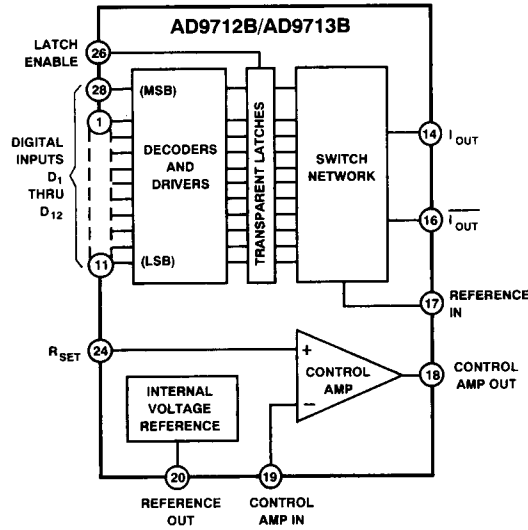 AD9712B/AD9713B
LATCH
ENABLE
26
28
(MSB)
1
DIGITAL
INPUTS
D1
THRU
D12
DECODERS
AND
DRIVERS
TRANSPARENT LATCHES
SWITCH
NETWORK
14
IOUT
16
IOUT
11
(LSB)
17
REFERENCE
IN
RSET
24
+
CONTROL
AMP
–
18
CONTROL
AMP OUT
INTERNAL
VOLTAGE
REFERENCE
20
19
REFERENCE
OUT
CONTROL
AMP IN